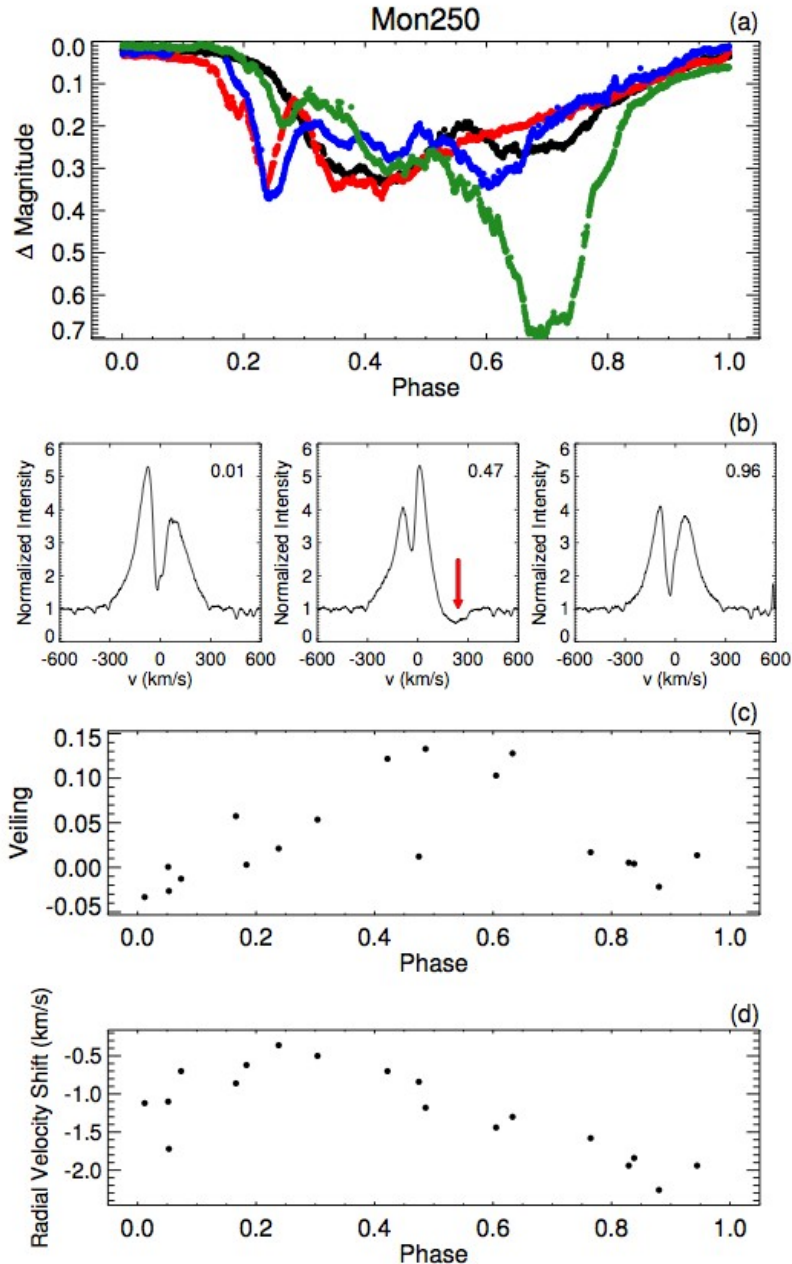 Mon250
(a)
Δ Magnitude
0.0
0.1
0.2
0.3
0.4
0.5
0.6
0.7
0.0 0.2 0.4 0.6 0.8 1.0
Phase
(b)
Normalized Intensity
6
5
4
3
2
1
0
0.01
-600 -300 0 300 600
v (km/s)
Normalized Intensity
6
5
4
3
2
1
0
0.47
-600 -300 0 300 600
v (km/s)
Normalized Intensity
6
5
4
3
2
1
0
0.96
-600 -300 0 300 600
v (km/s)
(c)
Veiling
0.15
0.10
0.05
0.00
-0.05
0.0 0.2 0.4 0.6 0.8 1.0
Phase
(d)
Radial Velocity Shift (km/s)
-0.5
-1.0
-1.5
-2.0
0.0 0.2 0.4 0.6 0.8 1.0
Phase